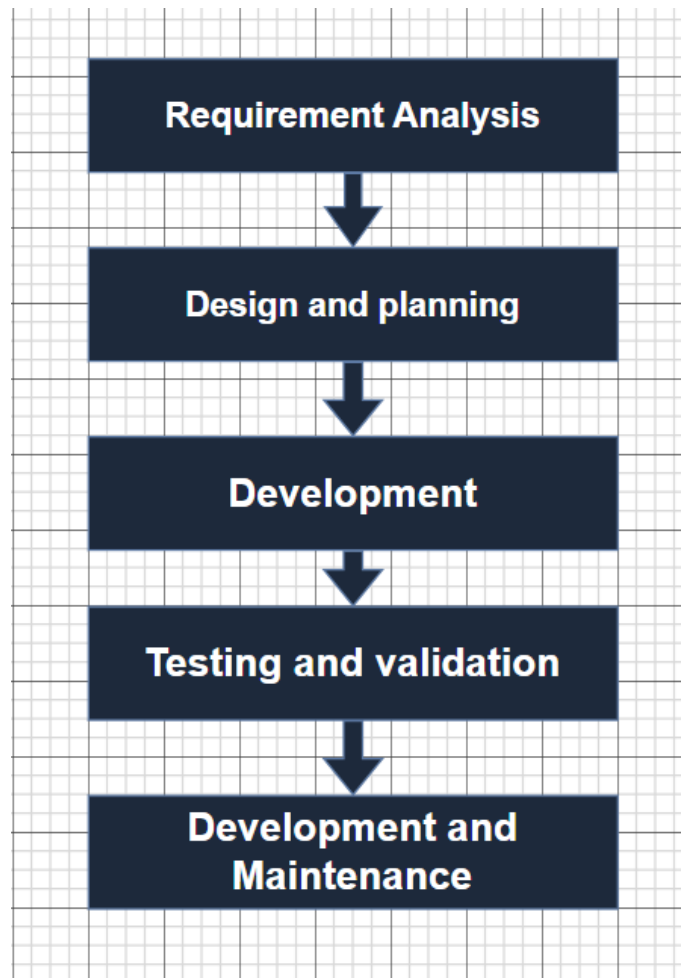 Requirement Analysis
Design and planning
Development
Testing and validation
Development and
Maintenance